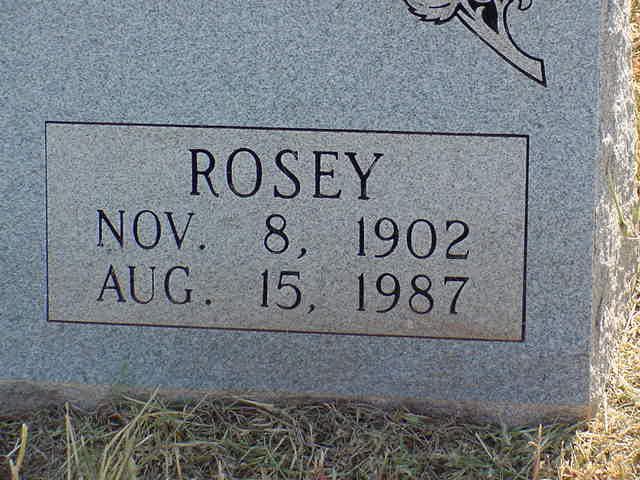 ROSEY
NOV. 8, 1902
AUG. 15, 1987